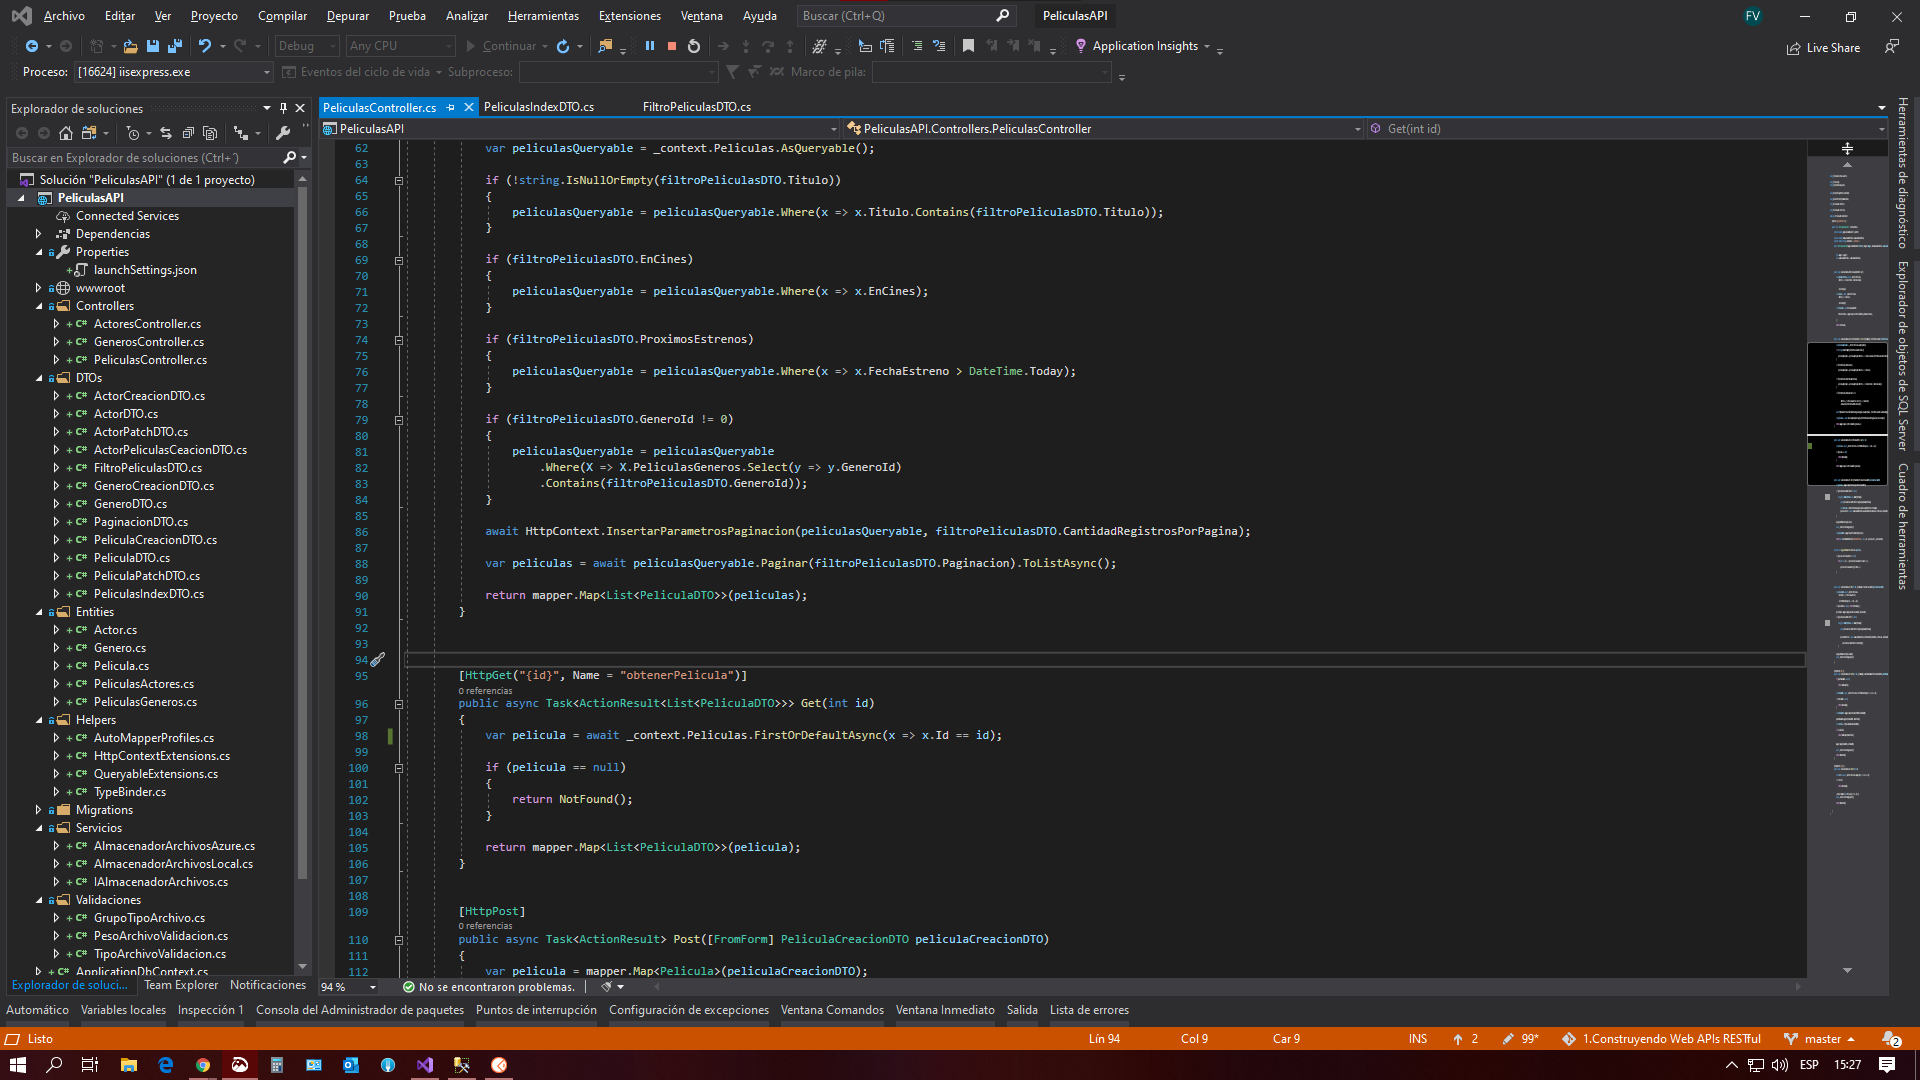 Archivo Editar Ver Proyecto Compilar Depurar Prueba Analizar Herramientas Extensiones Ventana Ayuda Buscar (Ctrl+Q) PeliculasAPI FV
Debug Any CPU Continuar Application Insights Live Share
Proceso: [16624] iisexpress.exe Eventos del ciclo de vida Subproceso: Marco de pila:
Explorador de soluciones
Buscar en Explorador de soluciones (Ctrl+´)
Solución "PeliculasAPI" (1 de 1 proyecto)
PeliculasAPI
Connected Services
Dependencias
Properties
launchSettings.json
wwwroot
Controllers
ActoresController.cs
GenerosController.cs
PeliculasController.cs
DTOs
ActorCreacionDTO.cs
ActorDTO.cs
ActorPatchDTO.cs
ActorPeliculasCeacionDTO.cs
FiltroPeliculasDTO.cs
GeneroCreacionDTO.cs
GeneroDTO.cs
PaginacionDTO.cs
PeliculaCreacionDTO.cs
PeliculaDTO.cs
PeliculaPatchDTO.cs
PeliculasIndexDTO.cs
Entities
Actor.cs
Genero.cs
Pelicula.cs
PeliculasActores.cs
PeliculasGeneros.cs
Helpers
AutoMapperProfiles.cs
HttpContextExtensions.cs
QueryableExtensions.cs
TypeBinder.cs
Migrations
Servicios
AlmacenadorArchivosAzure.cs
AlmacenadorArchivosLocal.cs
IAlmacenadorArchivos.cs
Validaciones
GrupoTipoArchivo.cs
PesoArchivoValidacion.cs
TipoArchivoValidacion.cs
ApplicationDbContext.cs
Explorador de soluci... Team Explorer Notificaciones
PeliculasController.cs PeliculasIndexDTO.cs FiltroPeliculasDTO.cs
PeliculasAPI PeliculasAPI.Controllers.PeliculasController Get(int id)
62 var peliculasQueryable = _context.Peliculas.AsQueryable();
63
64 if (!string.IsNullOrEmpty(filtroPeliculasDTO.Titulo))
65 {
66 peliculasQueryable = peliculasQueryable.Where(x => x.Titulo.Contains(filtroPeliculasDTO.Titulo));
67 }
68
69 if (filtroPeliculasDTO.EnCines)
70 {
71 peliculasQueryable = peliculasQueryable.Where(x => x.EnCines);
72 }
73
74 if (filtroPeliculasDTO.ProximosEstrenos)
75 {
76 peliculasQueryable = peliculasQueryable.Where(x => x.FechaEstreno > DateTime.Today);
77 }
78
79 if (filtroPeliculasDTO.GeneroId != 0)
80 {
81 peliculasQueryable = peliculasQueryable
82 .Where(X => X.PeliculasGeneros.Select(y => y.GeneroId)
83 .Contains(filtroPeliculasDTO.GeneroId));
84 }
85
86 await HttpContext.InsertarParametrosPaginacion(peliculasQueryable, filtroPeliculasDTO.CantidadRegistrosPorPagina);
87
88 var peliculas = await peliculasQueryable.Paginar(filtroPeliculasDTO.Paginacion).ToListAsync();
89
90 return mapper.Map<List<PeliculaDTO>>(peliculas);
91 }
92
93
94
95 [HttpGet("{id}", Name = "obtenerPelicula")]
0 referencias
96 public async Task<ActionResult<List<PeliculaDTO>>> Get(int id)
97 {
98 var pelicula = await _context.Peliculas.FirstOrDefaultAsync(x => x.Id == id);
99
100 if (pelicula == null)
101 {
102 return NotFound();
103 }
104
105 return mapper.Map<List<PeliculaDTO>>(pelicula);
106 }
107
108
109 [HttpPost]
0 referencias
110 public async Task<ActionResult> Post([FromForm] PeliculaCreacionDTO peliculaCreacionDTO)
111 {
112 var pelicula = mapper.Map<Pelicula>(peliculaCreacionDTO);
94 % No se encontraron problemas.
Herramientas de diagnóstico
Explorador de objetos de SQL Server
Cuadro de herramientas
Automático Variables locales Inspección 1 Consola del Administrador de paquetes Puntos de interrupción Configuración de excepciones Ventana Comandos Ventana Inmediato Salida Lista de errores
Listo Lín 94 Col 9 Car 9 INS 2 99* 1.Construyendo Web APIs RESTful master 2
ESP 15:27